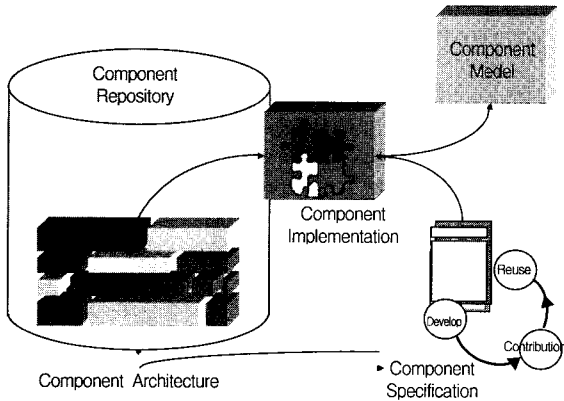 Component
Repository
Component
Model
Component
Implementation
Reuse
Develop
Contribution
Component Architecture
Component
Specification